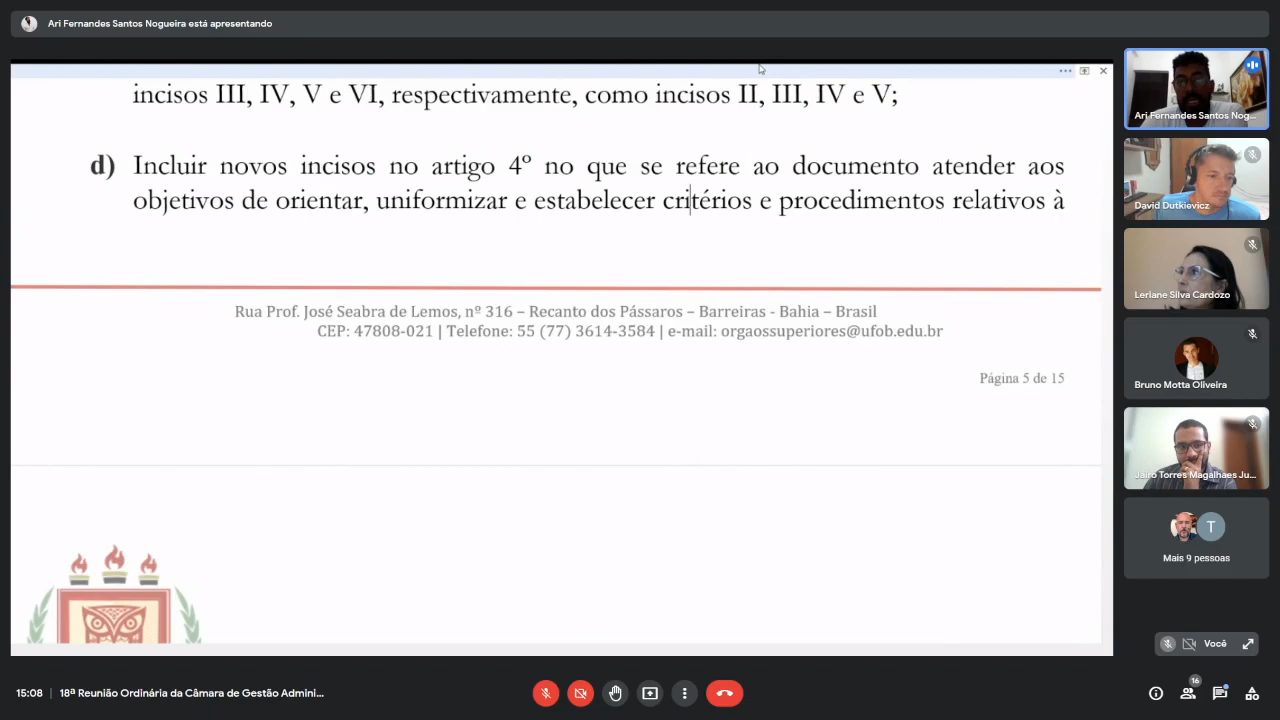 Ari Fernandes Santos Nogueira está apresentando
incisos III, IV, V e VI, respectivamente, como incisos II, III, IV e V;
d) Incluir novos incisos no artigo 4º no que se refere ao documento atender aos
objetivos de orientar, uniformizar e estabelecer critérios e procedimentos relativos à
Rua Prof. José Seabra de Lemos, nº 316 – Recanto dos Pássaros – Barreiras - Bahia – Brasil
CEP: 47808-021 | Telefone: 55 (77) 3614-3584 | e-mail: orgaossuperiores@ufob.edu.br
Página 5 de 15
Ari Fernandes Santos Nog...
David Dutkievicz
Leriane Silva Cardozo
Bruno Motta Oliveira
Jairo Torres Magalhaes Ju...
T
Mais 9 pessoas
Você
15:08 | 18ª Reunião Ordinária da Câmara de Gestão Admini...
16